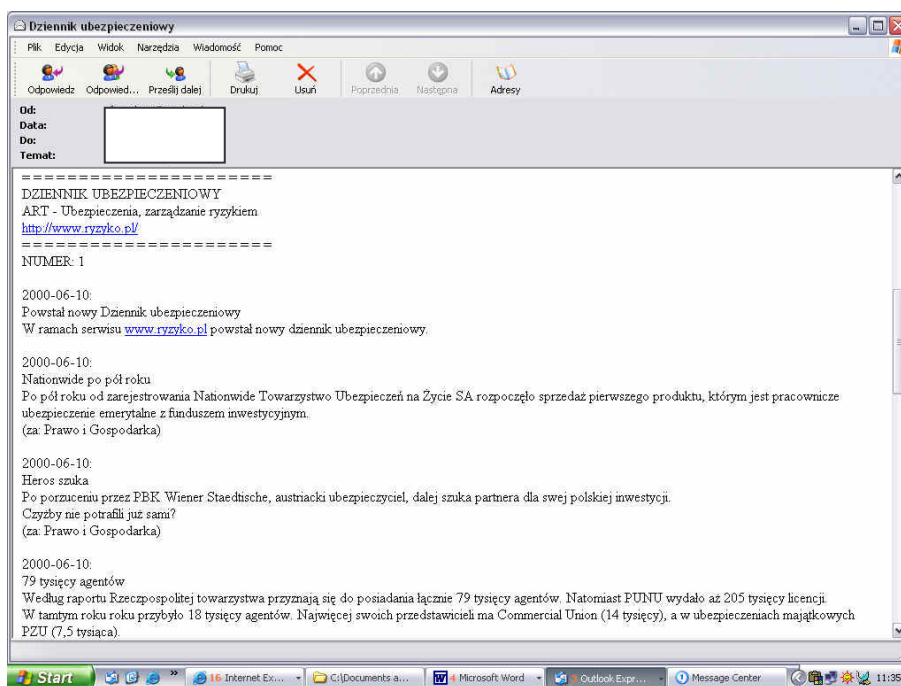 Dziennik ubezpieczeniowy
Plik Edycja Widok Narzędzia Wiadomość Pomoc
Odpowiedz Odpowied... Prześlij dalej Drukuj Usuń Poprzednia Następna Adresy
Od:
Data:
Do:
Temat:
=======================
DZIENNIK UBEZPIECZENIOWY
ART - Ubezpieczenia, zarządzanie ryzykiem
http://www.ryzyko.pl/
=======================
NUMER: 1
2000-06-10:
Powstał nowy Dziennik ubezpieczeniowy
W ramach serwisu www.ryzyko.pl powstał nowy dziennik ubezpieczeniowy.
2000-06-10:
Nationwide po pół roku
Po pół roku od zarejestrowania Nationwide Towarzystwo Ubezpieczeń na Życie SA rozpoczęło sprzedaż pierwszego produktu, którym jest pracownicze
ubezpieczenie emerytalne z funduszem inwestycyjnym.
(za: Prawo i Gospodarka)
2000-06-10:
Heros szuka
Po porzuceniu przez PBK Wiener Staedtische, austriacki ubezpieczyciel, dalej szuka partnera dla swej polskiej inwestycji.
Czyżby nie potrafili już sami?
(za: Prawo i Gospodarka)
2000-06-10:
79 tysięcy agentów
Według raportu Rzeczpospolitej towarzystwa przyznają się do posiadania łącznie 79 tysięcy agentów. Natomiast PUNU wydało aż 205 tysięcy licencji.
W tamtym roku roku przybyło 18 tysięcy agentów. Najwięcej swoich przedstawicieli ma Commercial Union (14 tysięcy), a w ubezpieczeniach majątkowych
PZU (7,5 tysiąca).
Start » 16 Internet Ex... C:\Documents a... 4 Microsoft Word Outlook Expr... Message Center 11:35